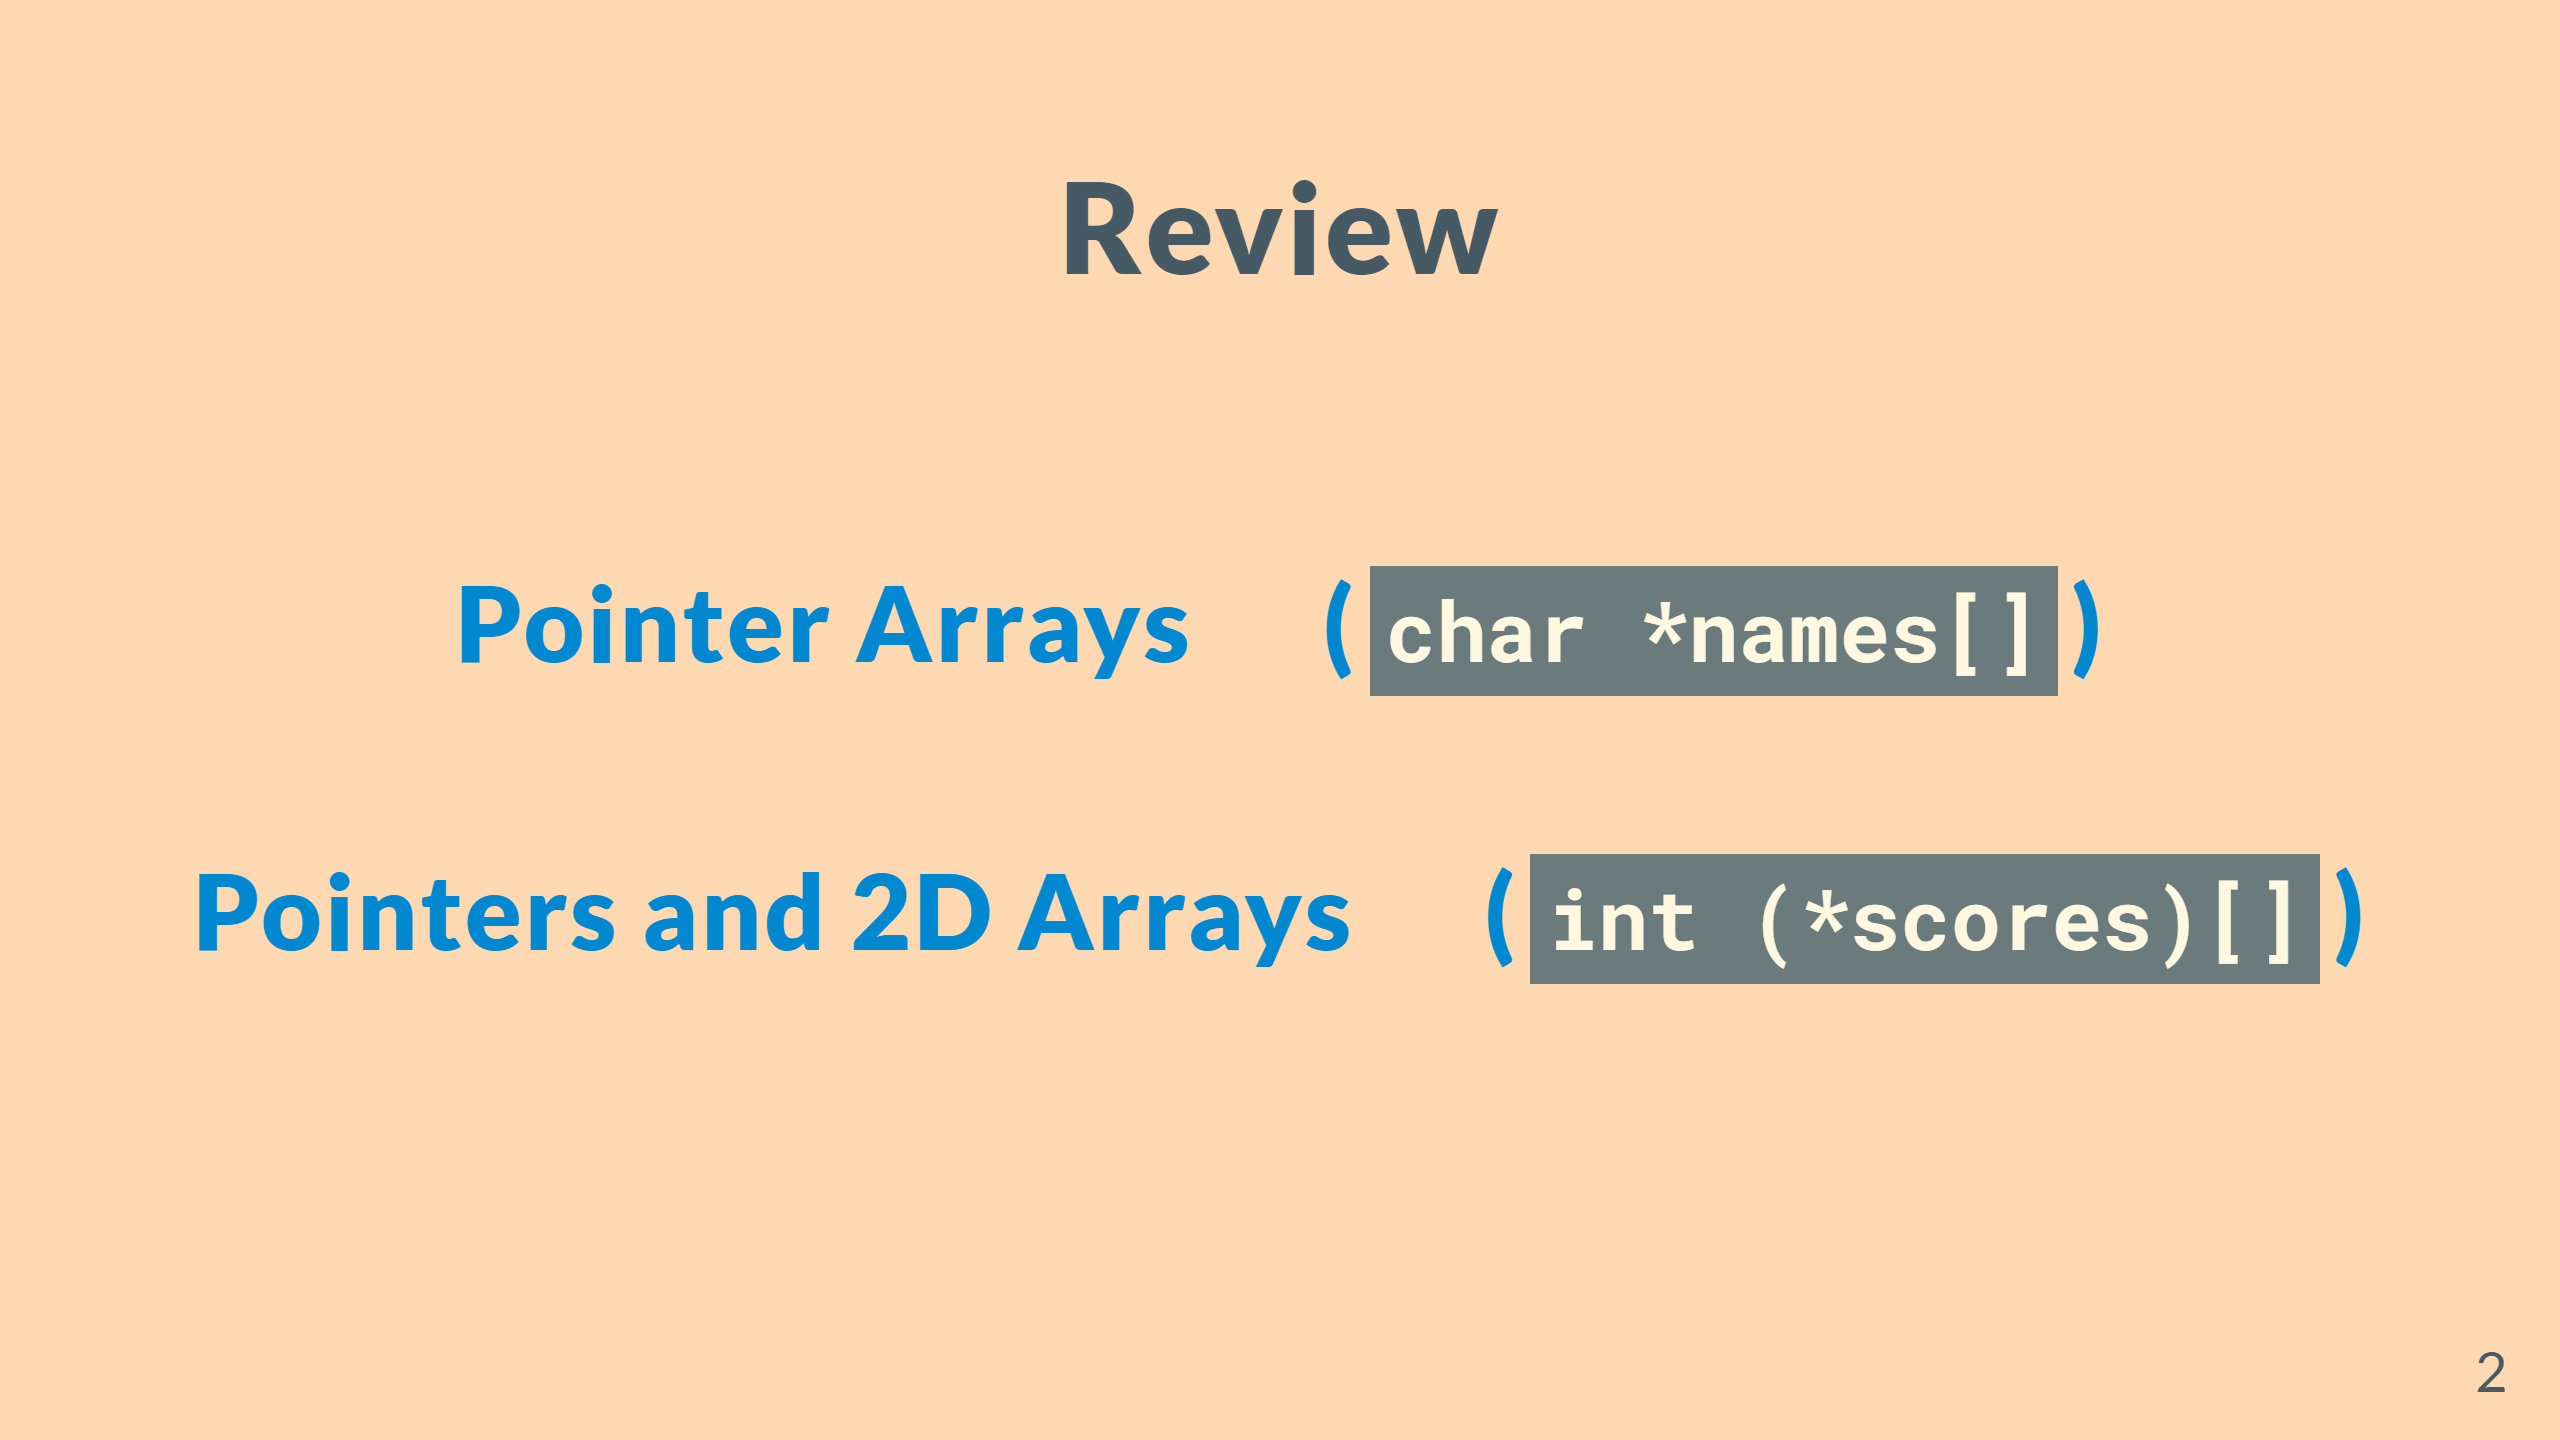 Review
Pointer Arrays (char *names[])
Pointers and 2D Arrays (int (*scores)[])
2